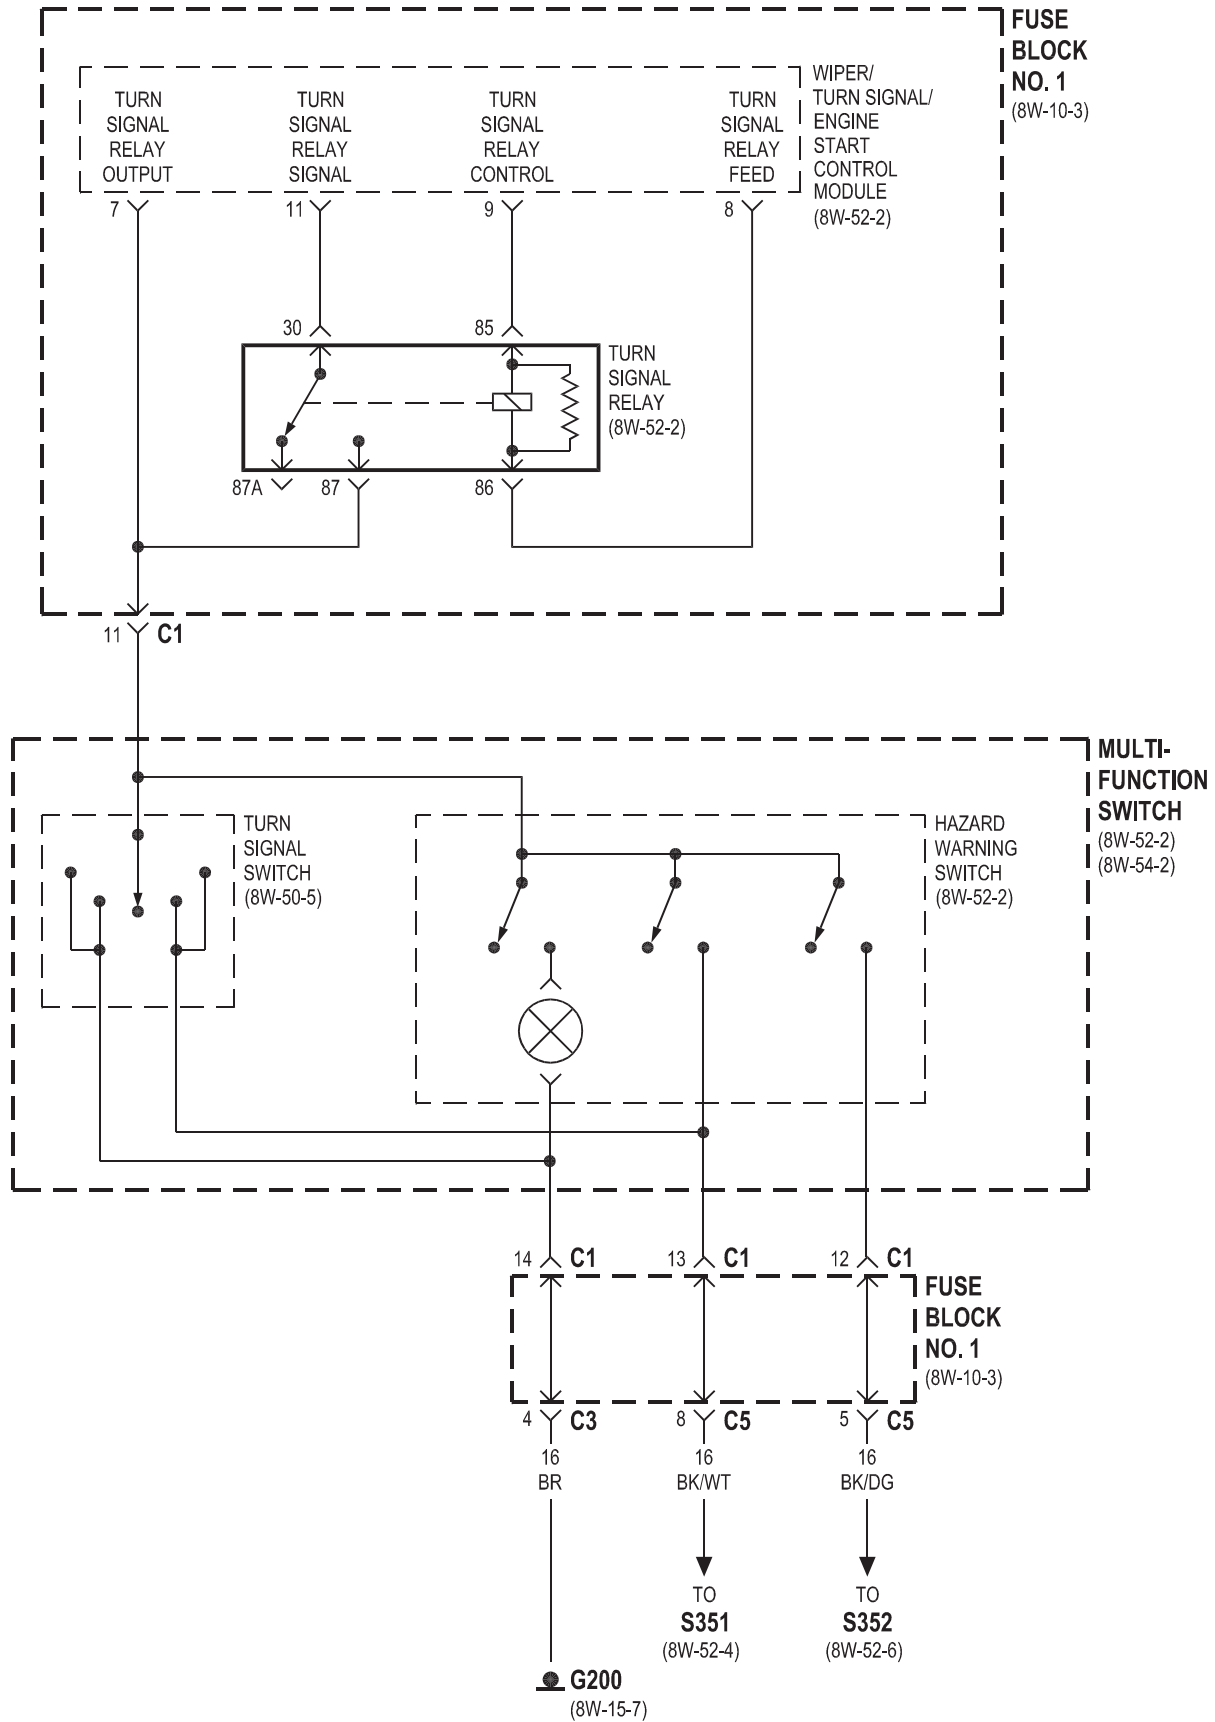 FUSE
BLOCK
NO. 1
(8W-10-3)
WIPER/
TURN SIGNAL/
ENGINE
START
CONTROL
MODULE
(8W-52-2)
TURN
SIGNAL
RELAY
OUTPUT
TURN
SIGNAL
RELAY
SIGNAL
TURN
SIGNAL
RELAY
CONTROL
TURN
SIGNAL
RELAY
FEED
7
11
9
8
30
85
TURN
SIGNAL
RELAY
(8W-52-2)
87A
87
86
11 C1
MULTI-
FUNCTION
SWITCH
(8W-52-2)
(8W-54-2)
TURN
SIGNAL
SWITCH
(8W-50-5)
HAZARD
WARNING
SWITCH
(8W-52-2)
14 C1
13 C1
12 C1
FUSE
BLOCK
NO. 1
(8W-10-3)
4 C3
8 C5
5 C5
16
BR
16
BK/WT
16
BK/DG
TO
S351
(8W-52-4)
TO
S352
(8W-52-6)
G200
(8W-15-7)